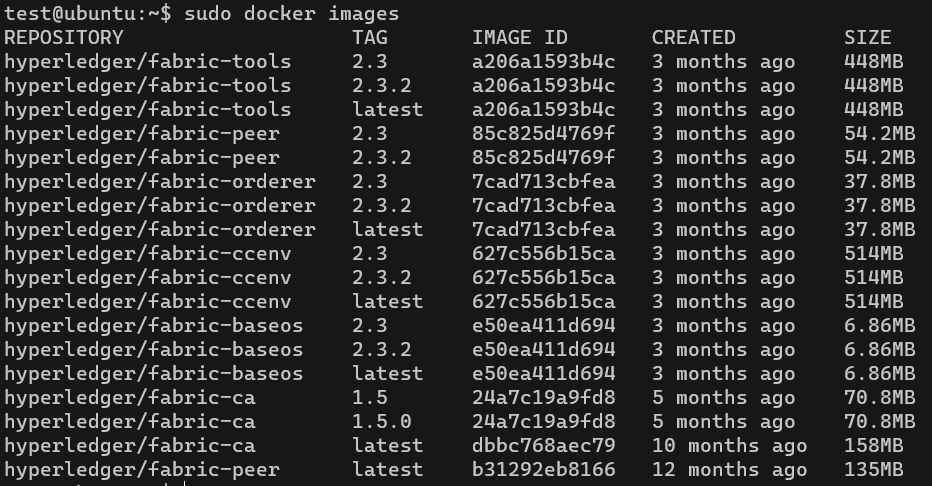 test@ubuntu:~$ sudo docker images
REPOSITORY TAG IMAGE ID CREATED SIZE
hyperledger/fabric-tools 2.3 a206a1593b4c 3 months ago 448MB
hyperledger/fabric-tools 2.3.2 a206a1593b4c 3 months ago 448MB
hyperledger/fabric-tools latest a206a1593b4c 3 months ago 448MB
hyperledger/fabric-peer 2.3 85c825d4769f 3 months ago 54.2MB
hyperledger/fabric-peer 2.3.2 85c825d4769f 3 months ago 54.2MB
hyperledger/fabric-orderer 2.3 7cad713cbfea 3 months ago 37.8MB
hyperledger/fabric-orderer 2.3.2 7cad713cbfea 3 months ago 37.8MB
hyperledger/fabric-orderer latest 7cad713cbfea 3 months ago 37.8MB
hyperledger/fabric-ccenv 2.3 627c556b15ca 3 months ago 514MB
hyperledger/fabric-ccenv 2.3.2 627c556b15ca 3 months ago 514MB
hyperledger/fabric-ccenv latest 627c556b15ca 3 months ago 514MB
hyperledger/fabric-baseos 2.3 e50ea411d694 3 months ago 6.86MB
hyperledger/fabric-baseos 2.3.2 e50ea411d694 3 months ago 6.86MB
hyperledger/fabric-baseos latest e50ea411d694 3 months ago 6.86MB
hyperledger/fabric-ca 1.5 24a7c19a9fd8 5 months ago 70.8MB
hyperledger/fabric-ca 1.5.0 24a7c19a9fd8 5 months ago 70.8MB
hyperledger/fabric-ca latest dbbc768aec79 10 months ago 158MB
hyperledger/fabric-peer latest b31292eb8166 12 months ago 135MB